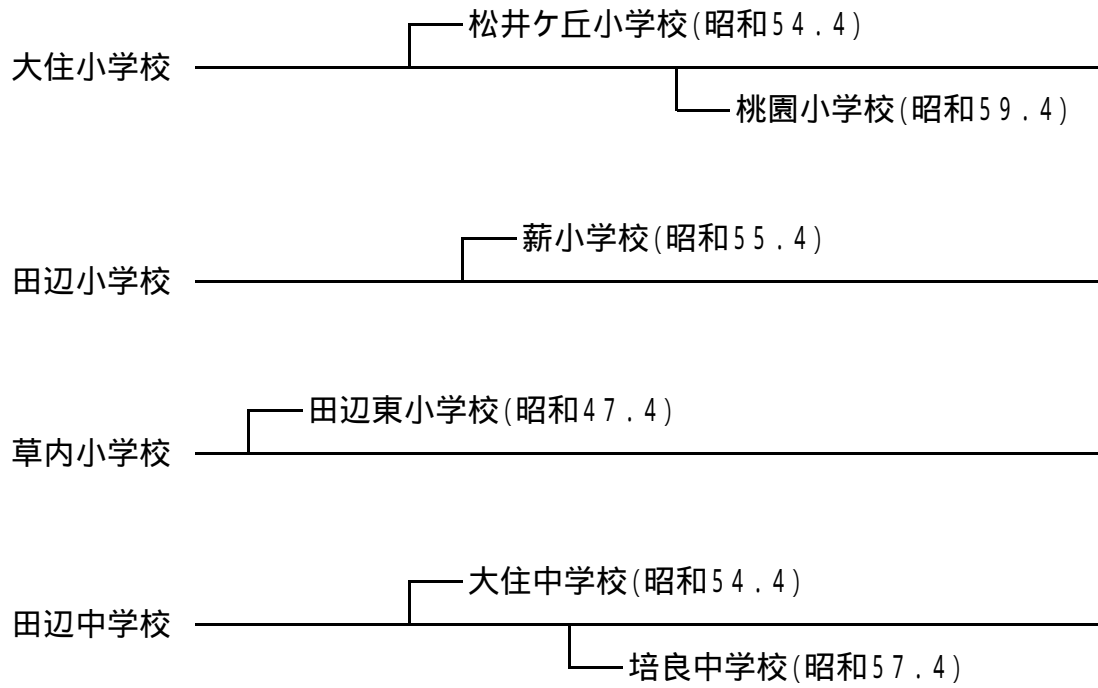 松井ケ丘小学校(昭和54.4)
大住小学校
桃園小学校(昭和59.4)
薪小学校(昭和55.4)
田辺小学校
田辺東小学校(昭和47.4)
草内小学校
大住中学校(昭和54.4)
田辺中学校
培良中学校(昭和57.4)